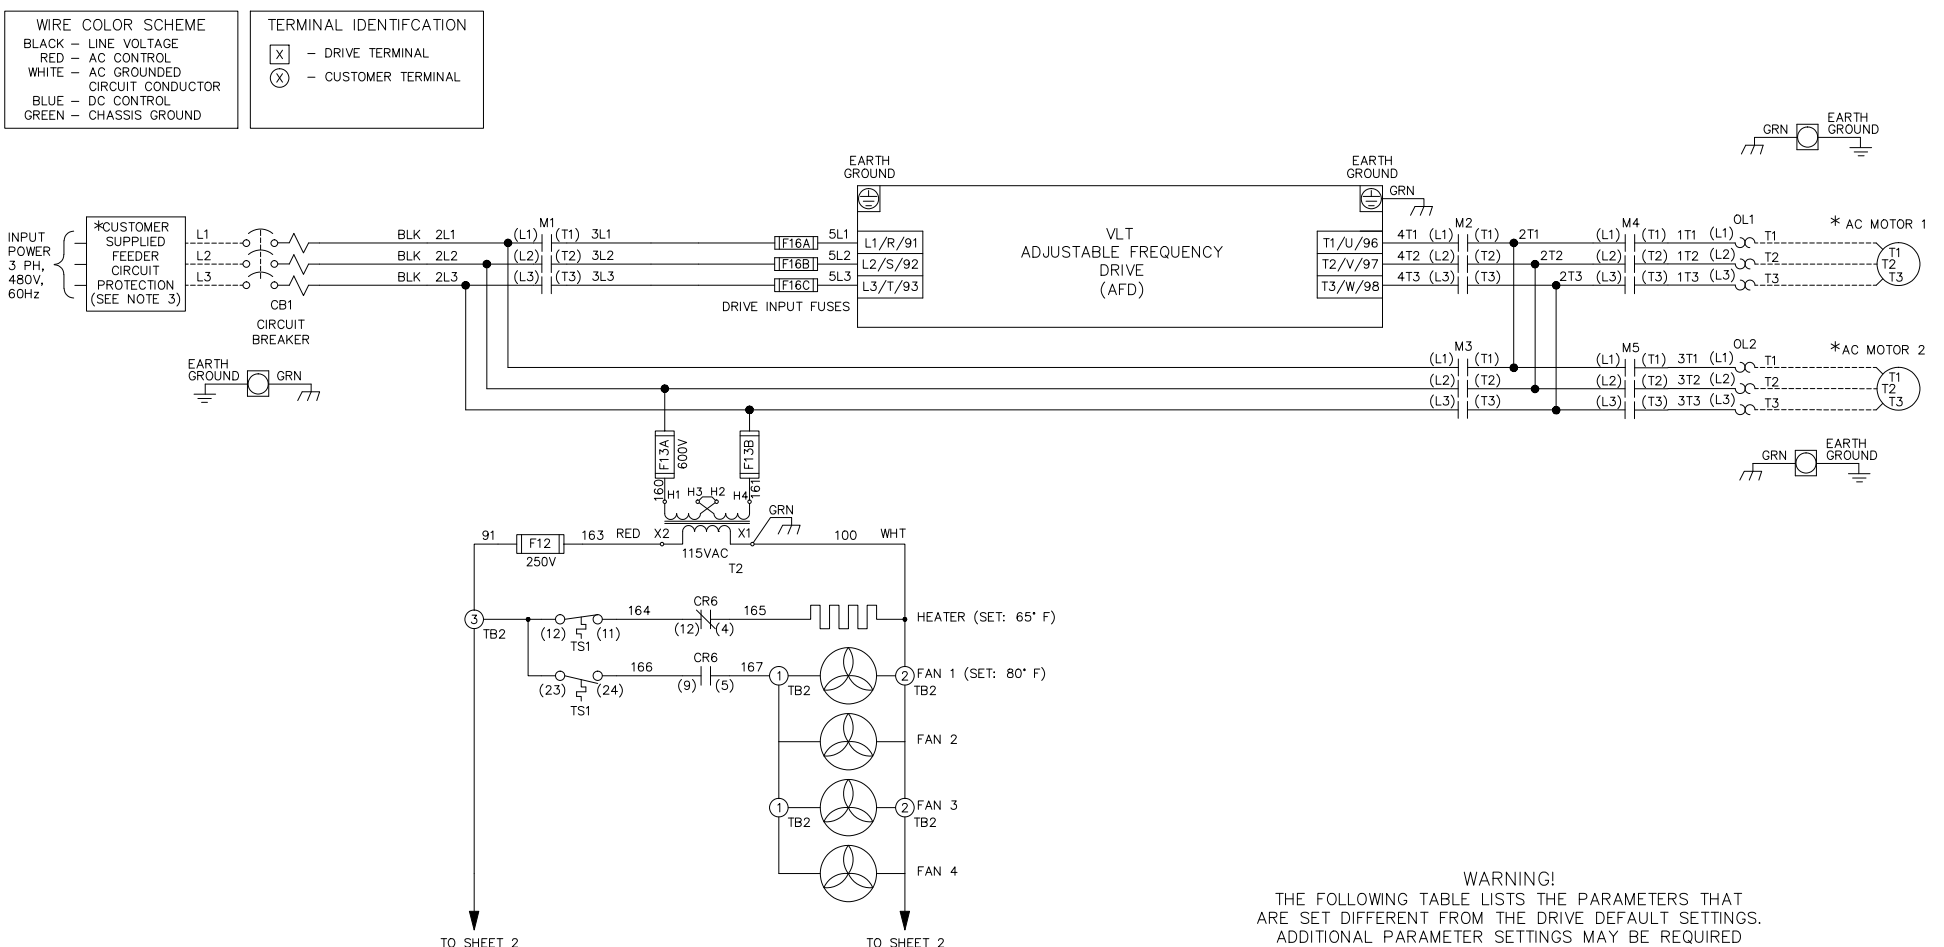 WIRE COLOR SCHEME
BLACK – LINE VOLTAGE
RED – AC CONTROL
WHITE – AC GROUNDED
CIRCUIT CONDUCTOR
BLUE – DC CONTROL
GREEN – CHASSIS GROUND
TERMINAL IDENTIFCATION
X – DRIVE TERMINAL
X – CUSTOMER TERMINAL
INPUT
POWER
3 PH,
480V,
60Hz
*CUSTOMER
SUPPLIED
FEEDER
CIRCUIT
PROTECTION
(SEE NOTE 3)
L1
L2
L3
CB1
CIRCUIT
BREAKER
EARTH
GROUND
GRN
BLK 2L1
BLK 2L2
BLK 2L3
M1
(L1) (T1) 3L1
(L2) (T2) 3L2
(L3) (T3) 3L3
F16A 5L1
F16B 5L2
F16C 5L3
DRIVE INPUT FUSES
EARTH
GROUND
L1/R/91
L2/S/92
L3/T/93
VLT
ADJUSTABLE FREQUENCY
DRIVE
(AFD)
EARTH
GROUND
GRN
T1/U/96
T2/V/97
T3/W/98
M2
4T1 (L1) (T1) 2T1
4T2 (L2) (T2) 2T2
4T3 (L3) (T3) 2T3
M4
(L1) (T1) 1T1 (L1)
(L2) (T2) 1T2 (L2)
(L3) (T3) 1T3 (L3)
OL1
T1
T2
T3
* AC MOTOR 1
T1
T2
T3
GRN
EARTH
GROUND
M3
(L1) (T1)
(L2) (T2)
(L3) (T3)
M5
(L1) (T1) 3T1 (L1)
(L2) (T2) 3T2 (L2)
(L3) (T3) 3T3 (L3)
OL2
T1
T2
T3
*AC MOTOR 2
T1
T2
T3
GRN
EARTH
GROUND
F13A
600V
F13B
160
161
H1 H3 H2 H4
GRN
91 F12 163 RED X2 X1 100 WHT
250V
115VAC
T2
3
TB2
(12) (11)
TS1
164
CR6
(12) (4)
165
HEATER (SET: 65° F)
(23) (24)
TS1
166
CR6
(9) (5)
167
1
TB2
2
TB2
FAN 1 (SET: 80° F)
FAN 2
1
TB2
2
TB2
FAN 3
FAN 4
TO SHEET 2
TO SHEET 2
WARNING!
THE FOLLOWING TABLE LISTS THE PARAMETERS THAT
ARE SET DIFFERENT FROM THE DRIVE DEFAULT SETTINGS.
ADDITIONAL PARAMETER SETTINGS MAY BE REQUIRED